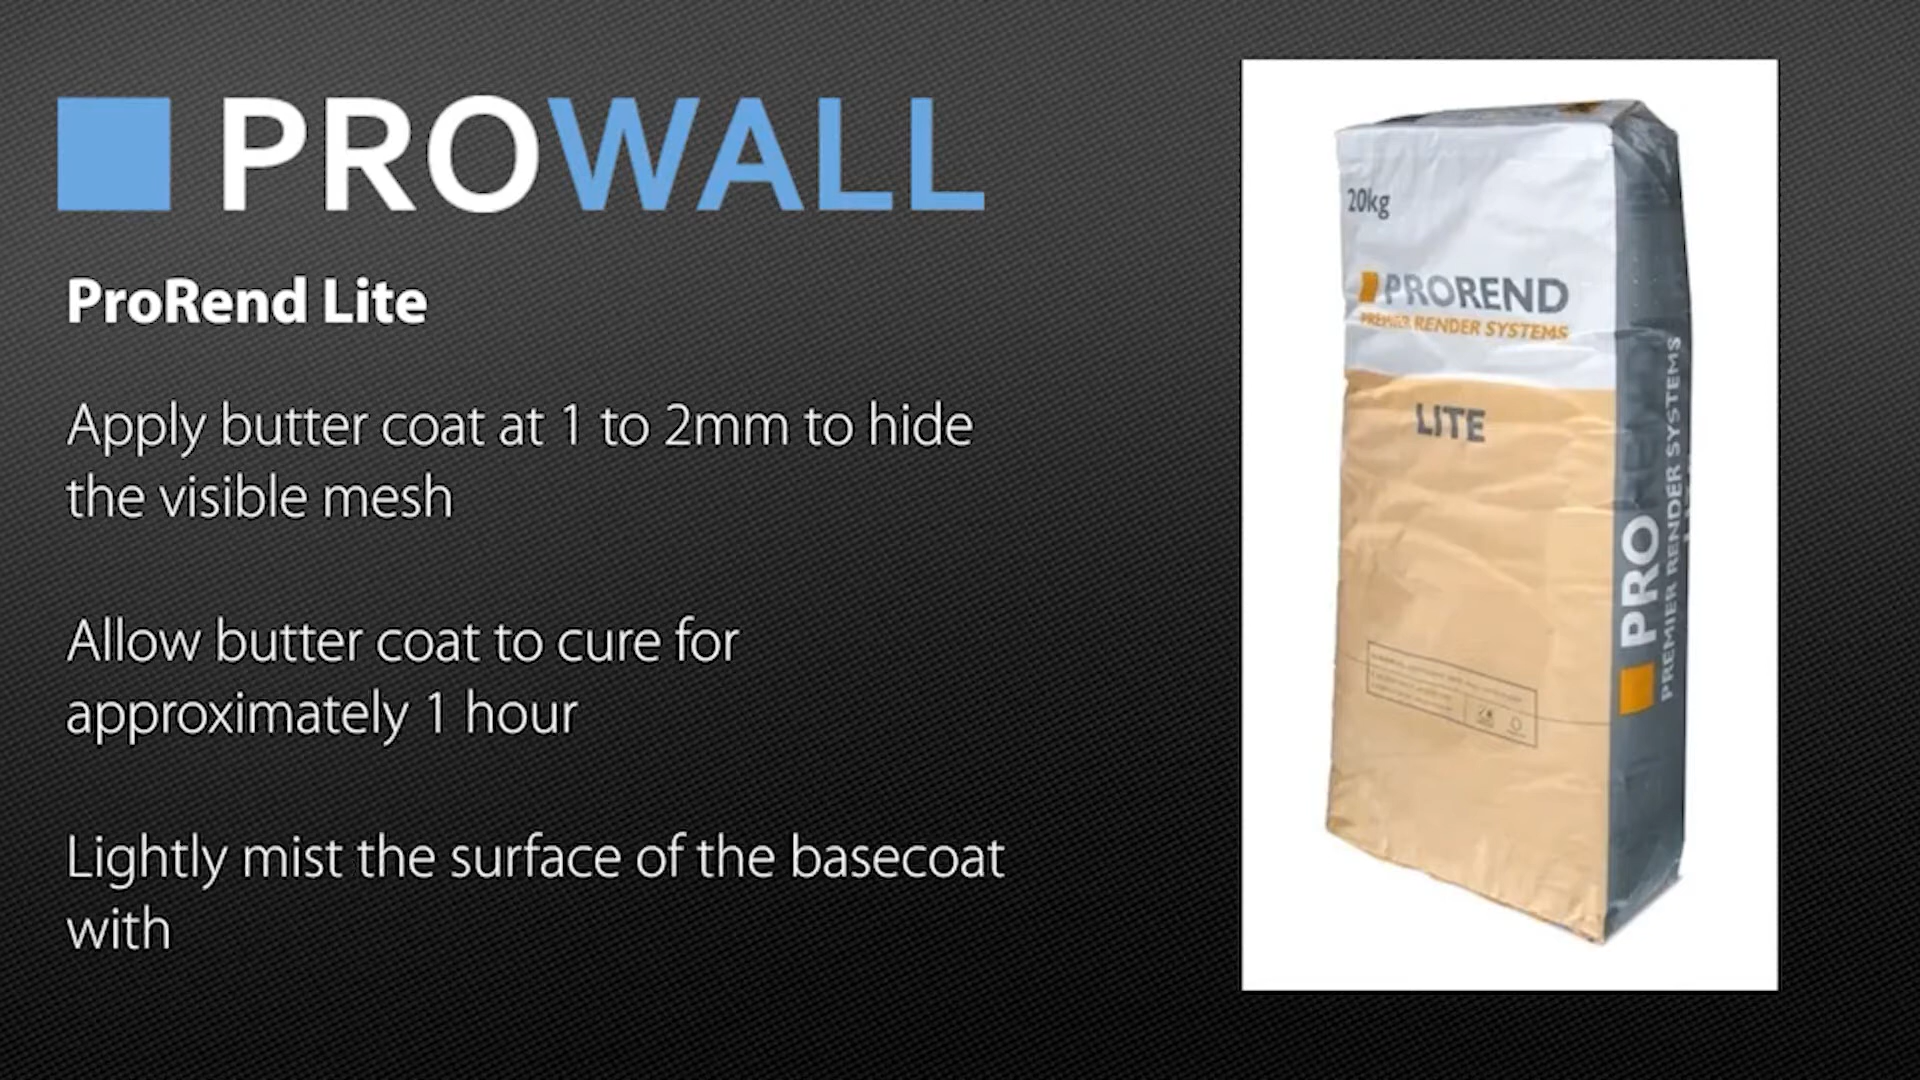 PROWALL
ProRend Lite
Apply butter coat at 1 to 2mm to hide
the visible mesh
Allow butter coat to cure for
approximately 1 hour
Lightly mist the surface of the basecoat
with
20kg
PROREND
PREMIER RENDER SYSTEMS
LITE
PRO
PREMIER RENDER SYSTEMS